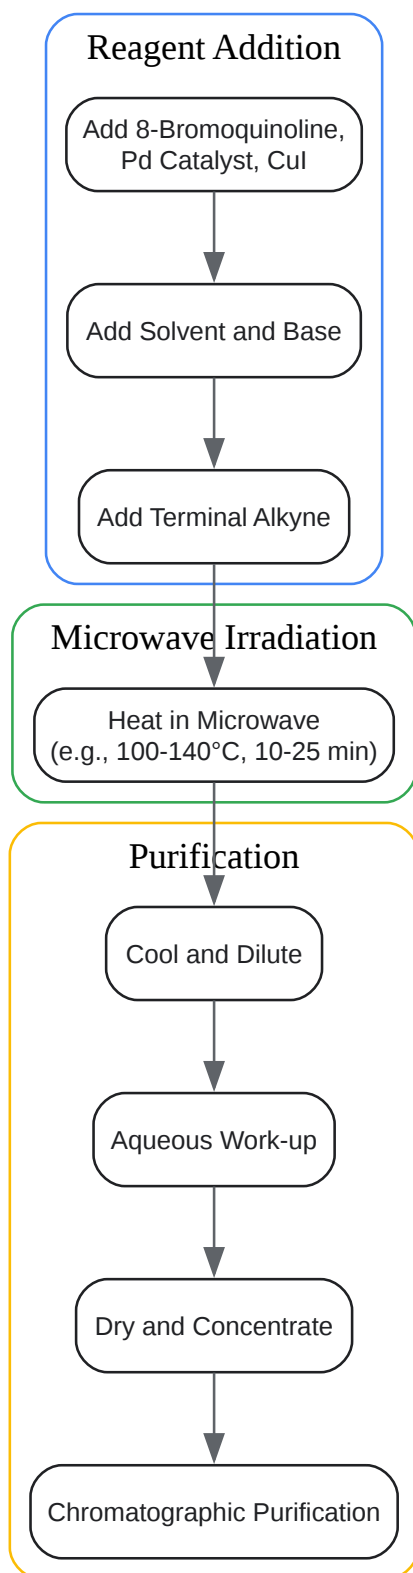 Reagent Addition
Add 8-Bromoquinoline,
Pd Catalyst, CuI
Add Solvent and Base
Add Terminal Alkyne
Microwave Irradiation
Heat in Microwave
(e.g., 100-140°C, 10-25 min)
Purification
Cool and Dilute
Aqueous Work-up
Dry and Concentrate
Chromatographic Purification